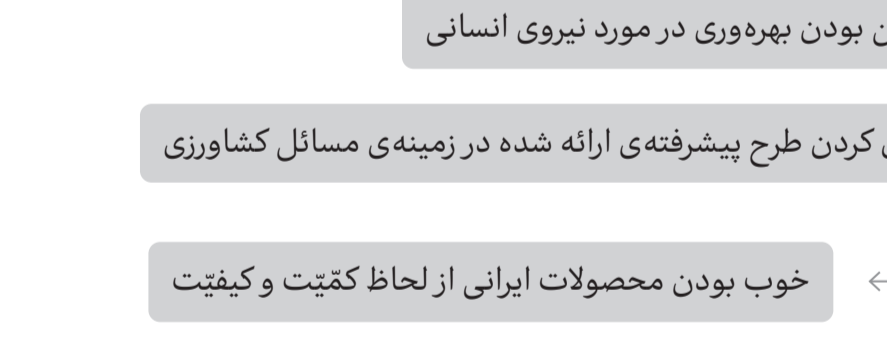 بودن بهره‌وری در مورد نیروی انسانی
کردن طرح پیشرفته‌ی ارائه شده در زمینه‌ی مسائل کشاورزی
خوب بودن محصولات ایرانی از لحاظ کمّیّت و کیفیّت